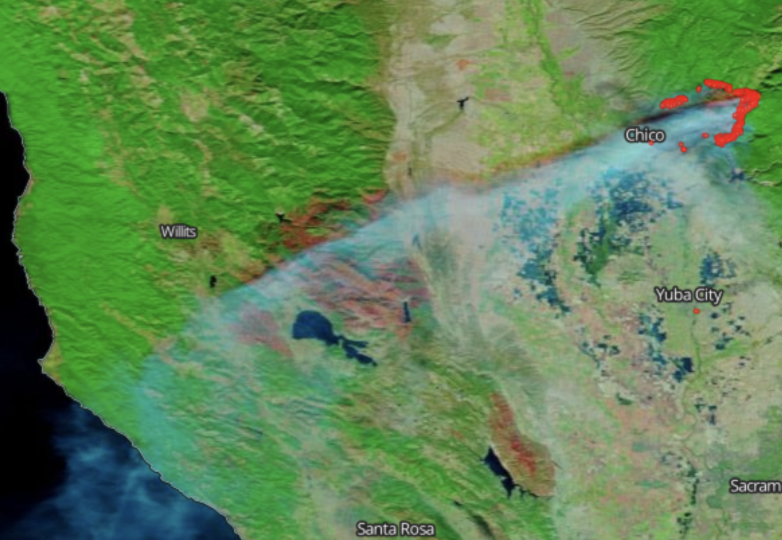 Chico
Willits
Yuba City
Sacram
Santa Rosa